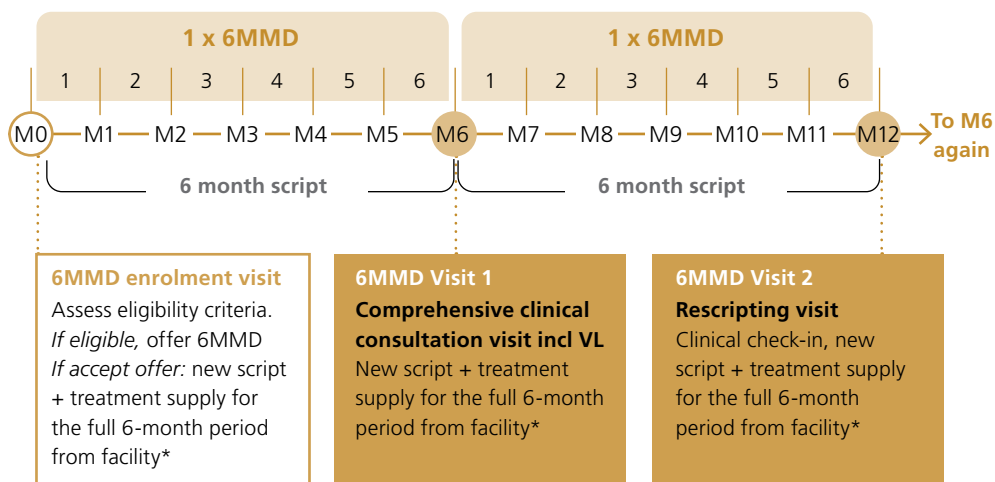 1 x 6MMD 1 x 6MMD
1 2 3 4 5 6 1 2 3 4 5 6
M0 M1 M2 M3 M4 M5 M6 M7 M8 M9 M10 M11 M12
To M6
again
6 month script 6 month script
6MMD enrolment visit
Assess eligibility criteria.
If eligible, offer 6MMD
If accept offer: new script
+ treatment supply for
the full 6-month period
from facility*
6MMD Visit 1
Comprehensive clinical
consultation visit incl VL
New script + treatment
supply for the full 6-month
period from facility*
6MMD Visit 2
Rescripting visit
Clinical check-in, new
script + treatment supply
for the full 6-month
period from facility*